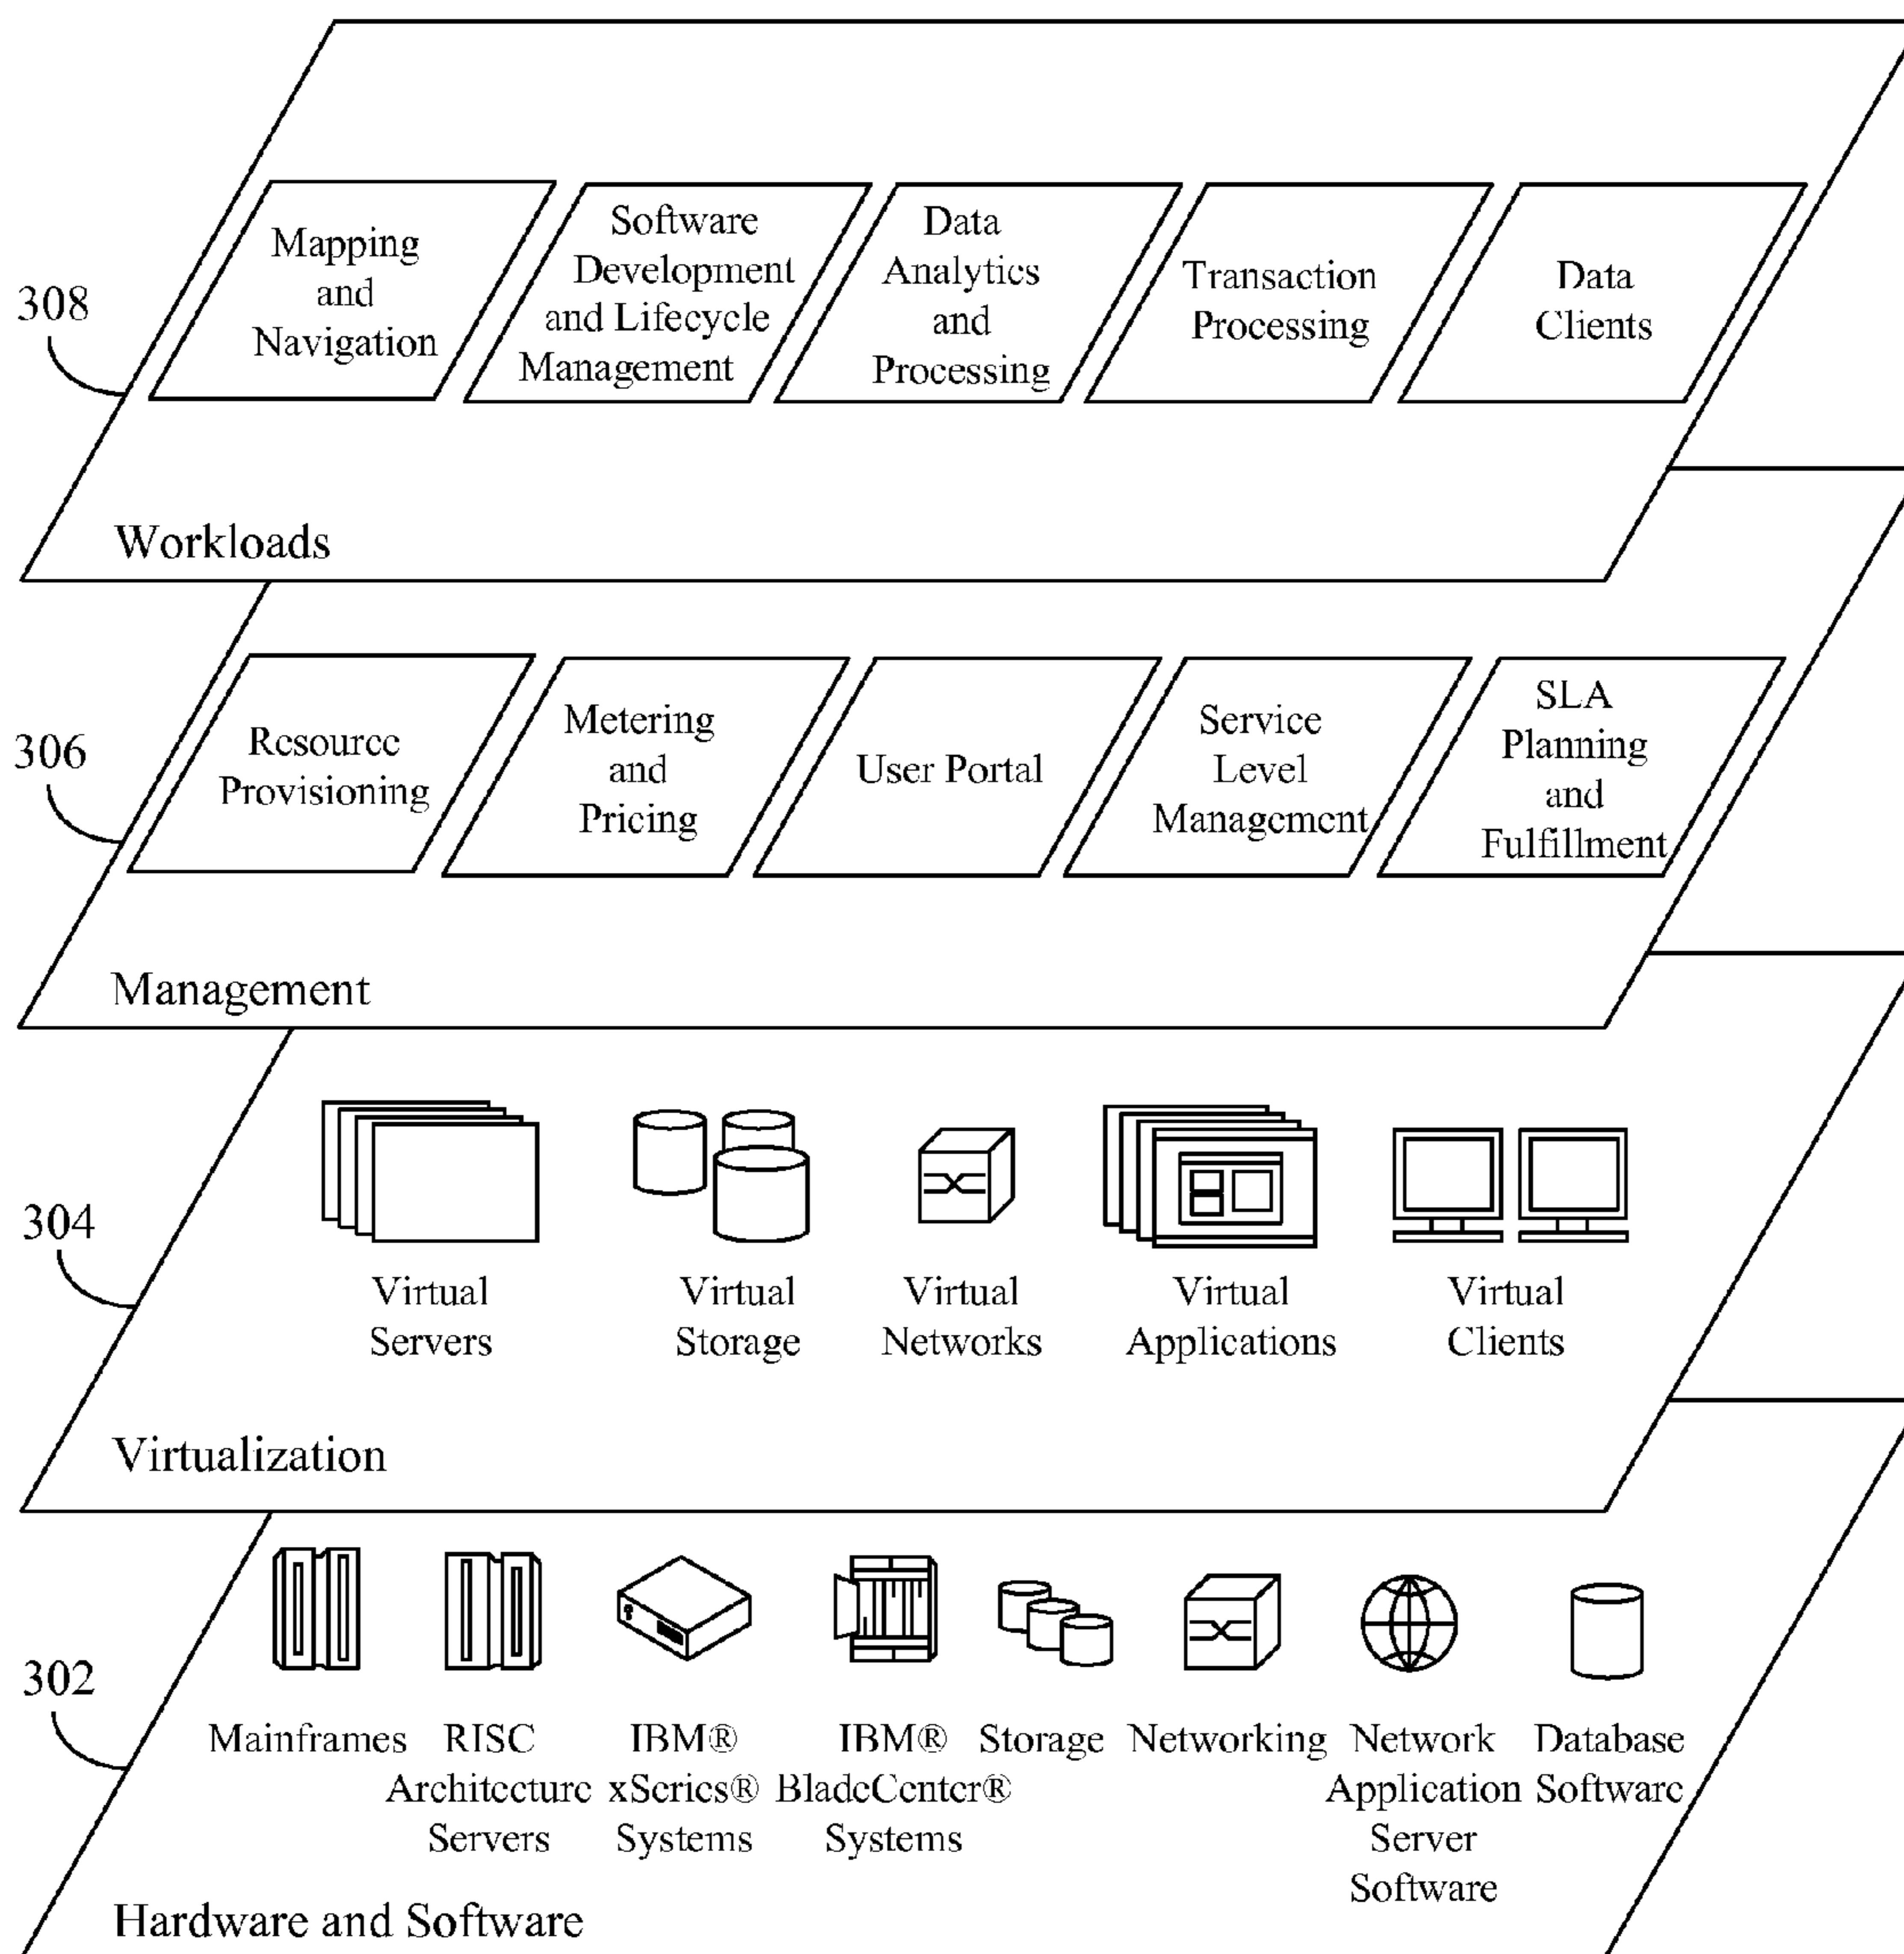 308
Mapping
and
Navigation
Software
Development
and Lifecycle
Management
Data
Analytics
and
Processing
Transaction
Processing
Data
Clients
Workloads
306
Resource
Provisioning
Metering
and
Pricing
User Portal
Service
Level
Management
SLA
Planning
and
Fulfillment
Management
304
Virtual
Servers
Virtual
Storage
Virtual
Networks
Virtual
Applications
Virtual
Clients
Virtualization
302
Mainframes
RISC
Architecture
Servers
IBM®
xSeries®
Systems
IBM®
BladeCenter®
Systems
Storage
Networking
Network
Application
Server
Software
Database
Software
Hardware and Software